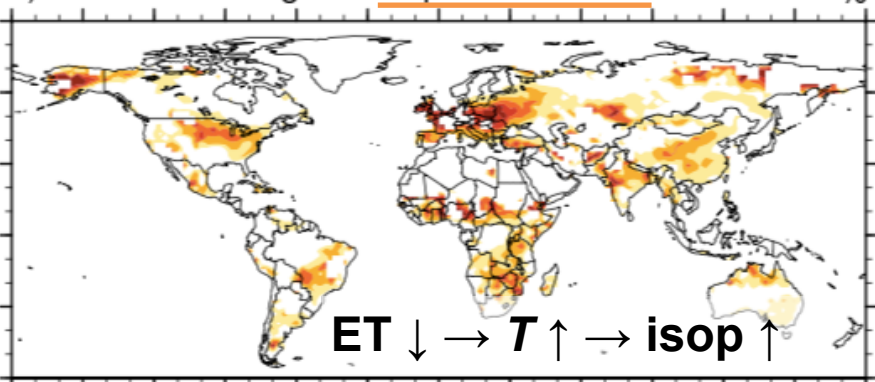 ET ↓ → T ↑ → isop ↑